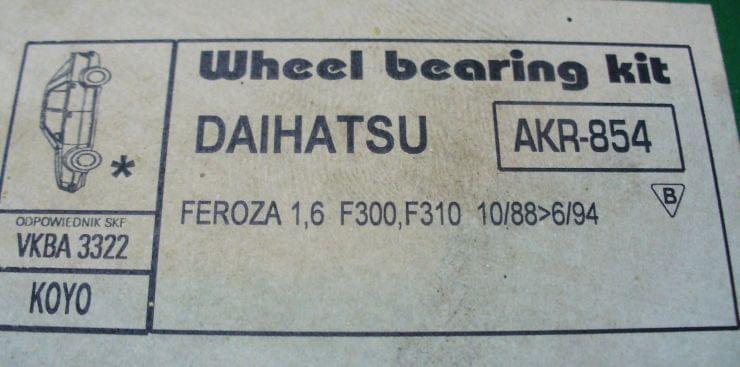 Wheel bearing kit
DAIHATSU
AKR-854
FEROZA 1,6 F300,F310 10/88>6/94
B
*
ODPOWIEDNIK SKF
VKBA 3322
KOYO